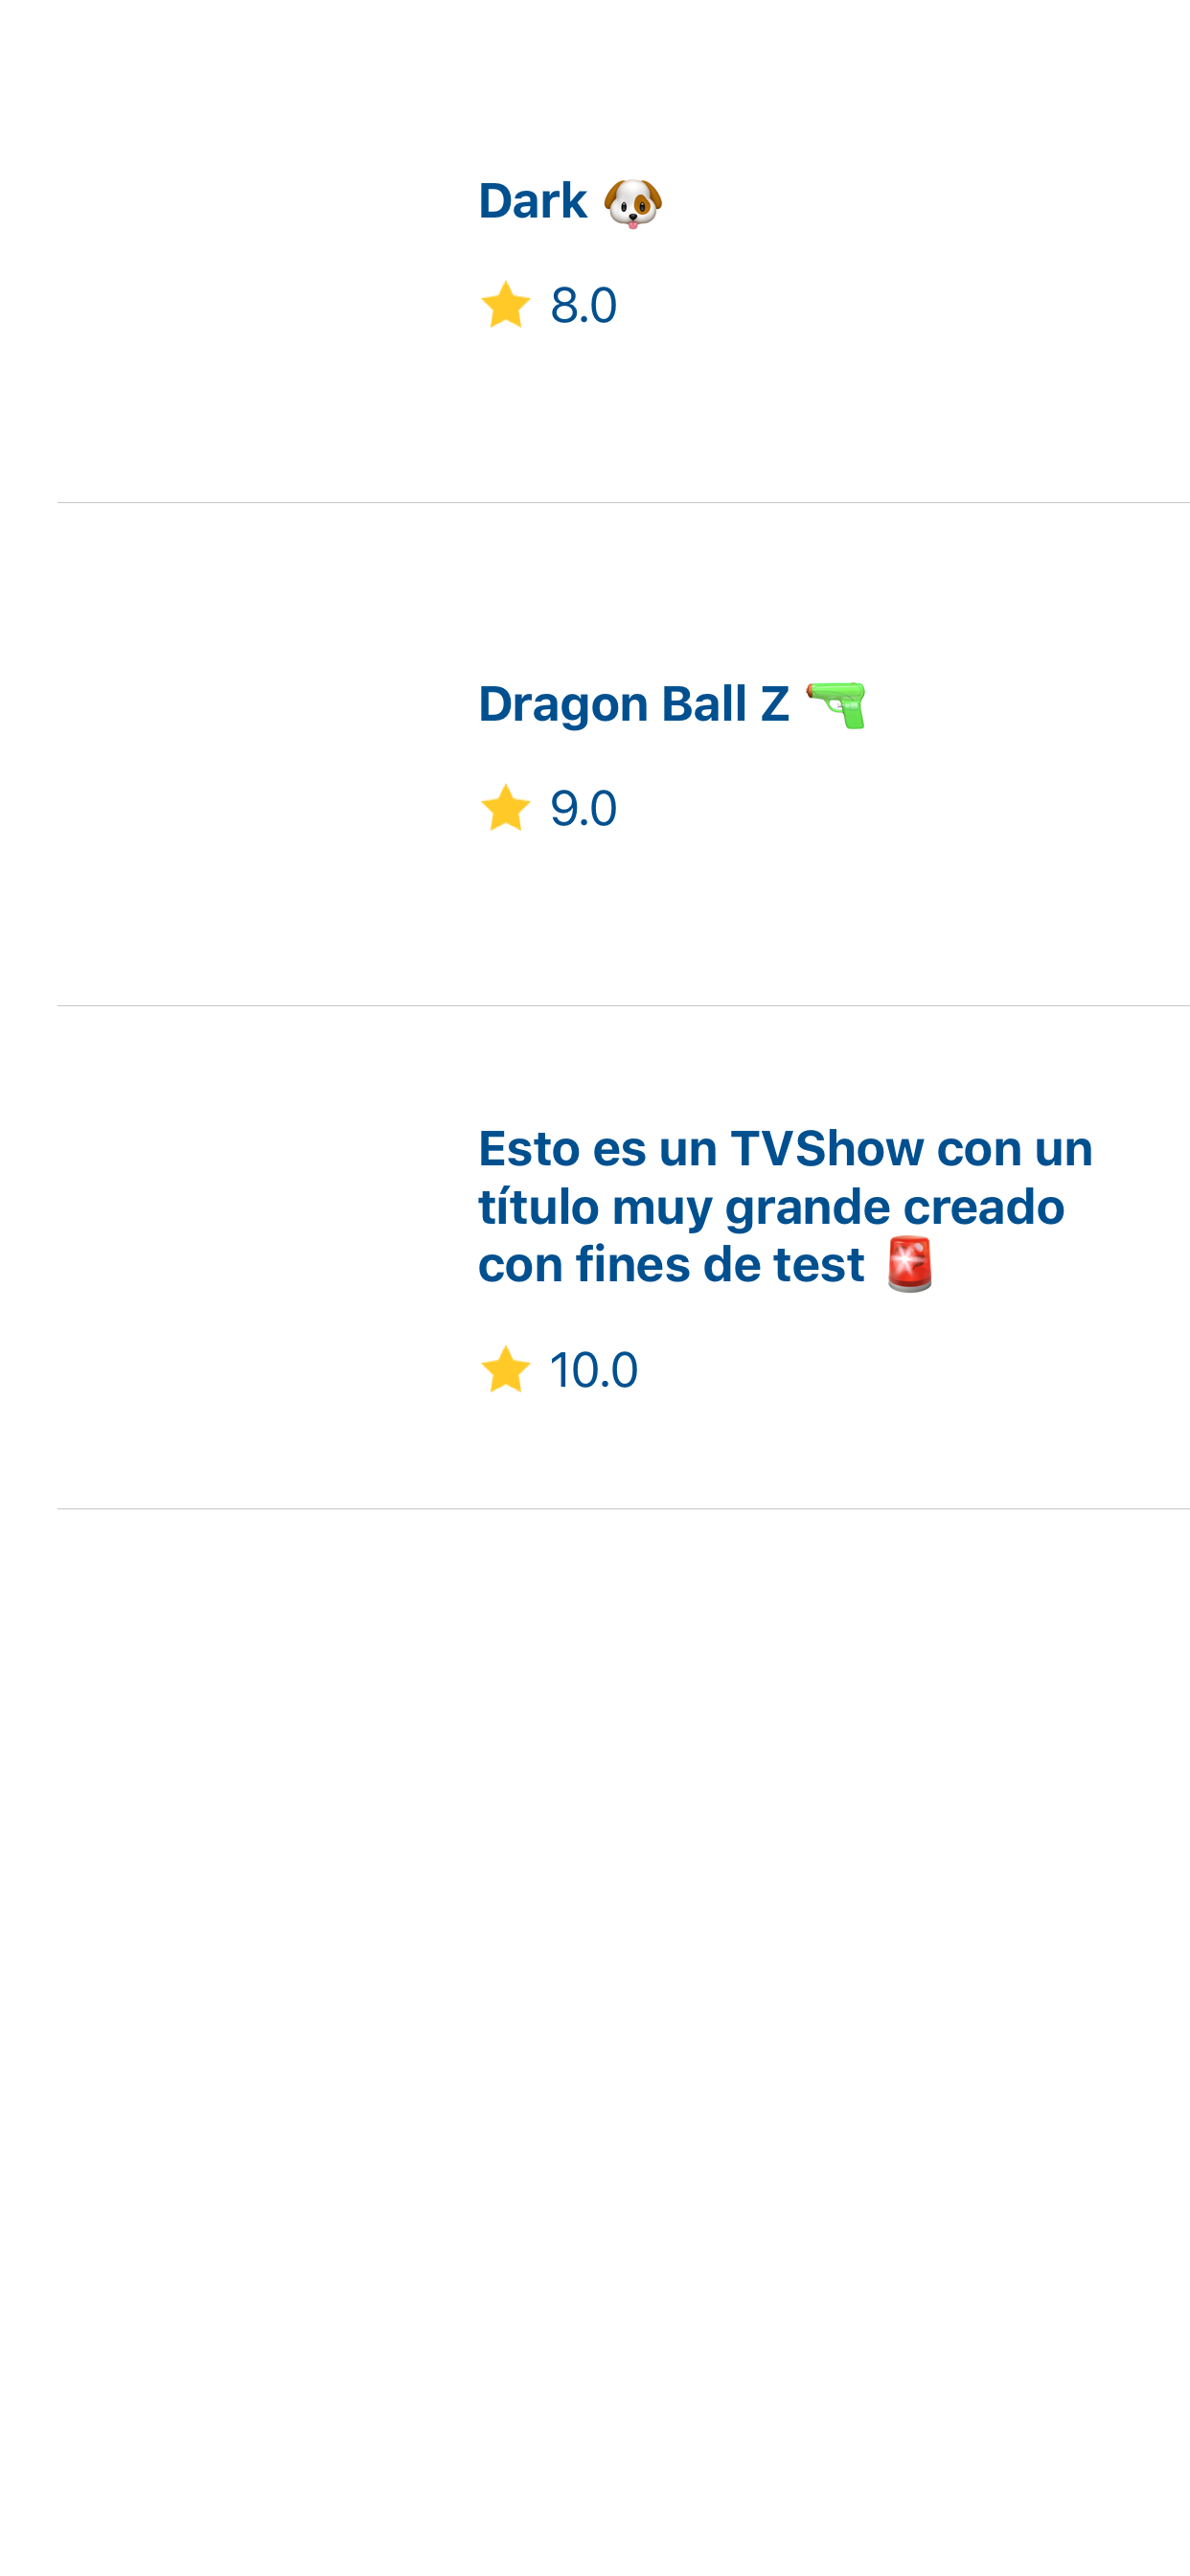 Dark 🐶
⭐ 8.0
Dragon Ball Z 🔫
⭐ 9.0
Esto es un TVShow con un
título muy grande creado
con fines de test 🚨
⭐ 10.0